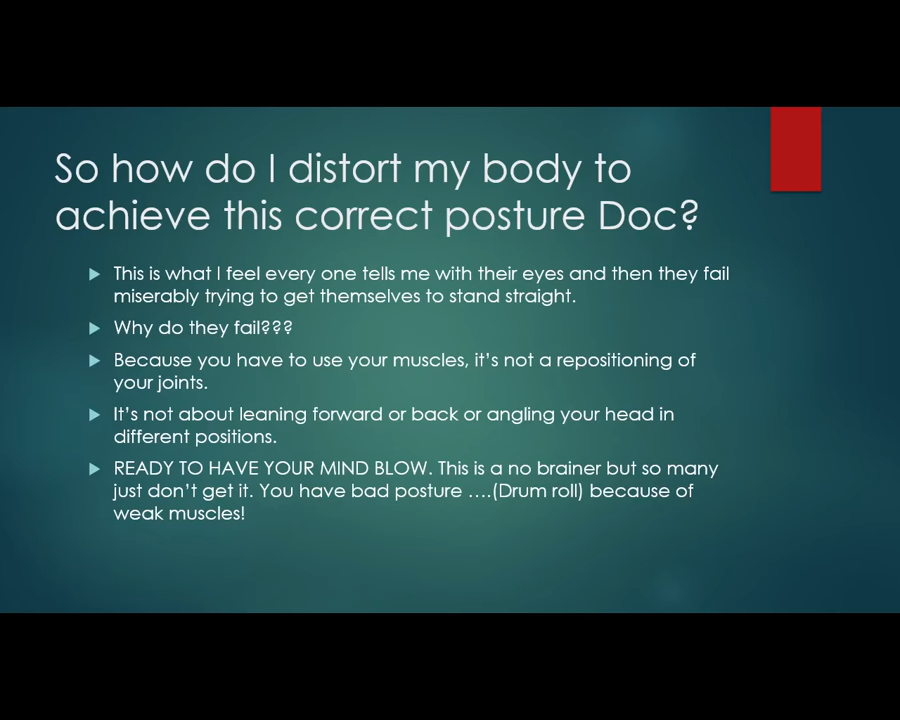 So how do I distort my body to
achieve this correct posture Doc?
This is what I feel every one tells me with their eyes and then they fail
miserably trying to get themselves to stand straight.
Why do they fail???
Because you have to use your muscles, it's not a repositioning of
your joints.
It's not about leaning forward or back or angling your head in
different positions.
READY TO HAVE YOUR MIND BLOW. This is a no brainer but so many
just don't get it. You have bad posture ….(Drum roll) because of
weak muscles!